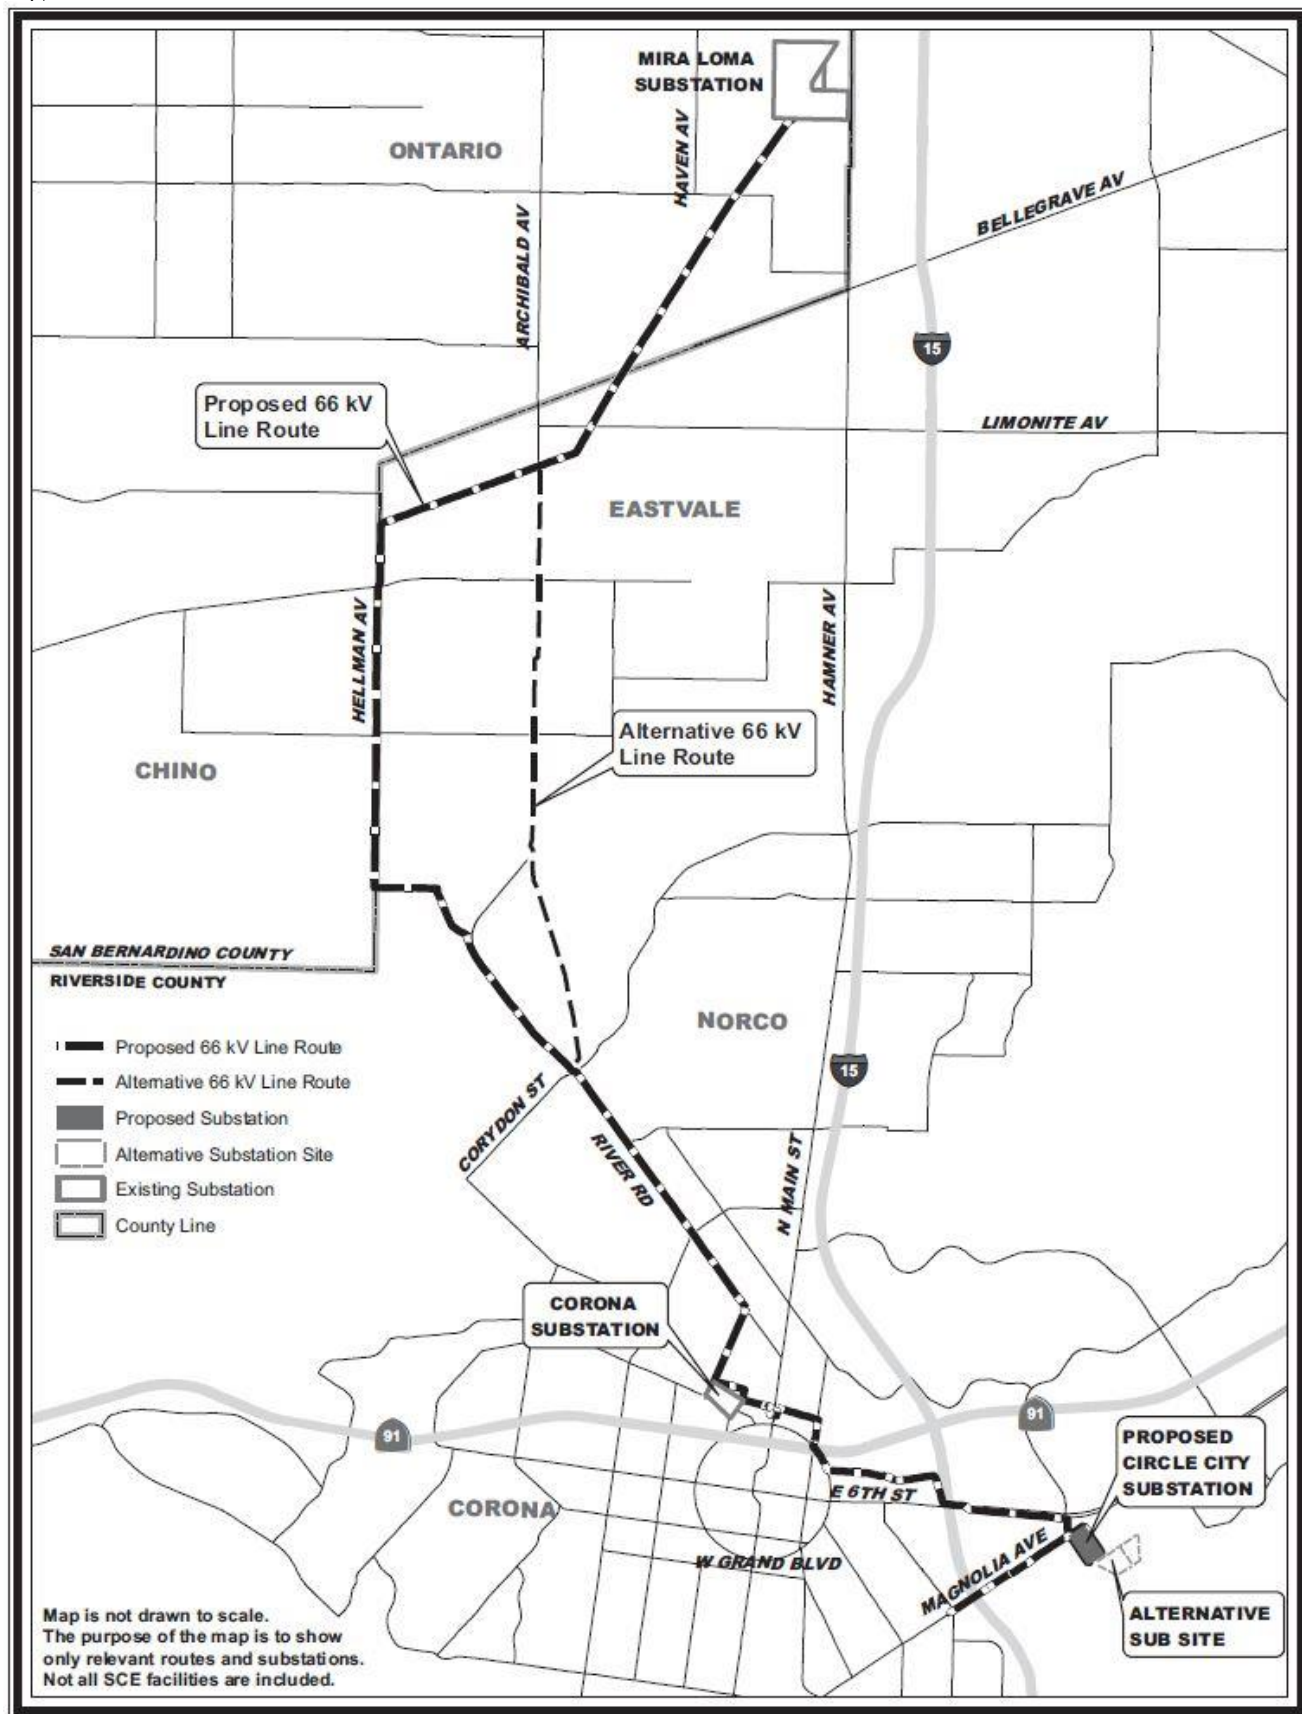 MIRA LOMA
SUBSTATION
ONTARIO
HAVEN AV
ARCHIBALD AV
BELLEGRAVE AV
15
Proposed 66 kV
Line Route
LIMONITE AV
EASTVALE
HELLMAN AV
HAMNER AV
Alternative 66 kV
Line Route
CHINO
SAN BERNARDINO COUNTY
RIVERSIDE COUNTY
NORCO
15
Proposed 66 kV Line Route
Alternative 66 kV Line Route
Proposed Substation
Alternative Substation Site
Existing Substation
County Line
CORYDON ST
RIVER RD
N MAIN ST
CORONA
SUBSTATION
91
91
PROPOSED
CIRCLE CITY
SUBSTATION
E 6TH ST
CORONA
W GRAND BLVD
MAGNOLIA AVE
ALTERNATIVE
SUB SITE
Map is not drawn to scale.
The purpose of the map is to show
only relevant routes and substations.
Not all SCE facilities are included.